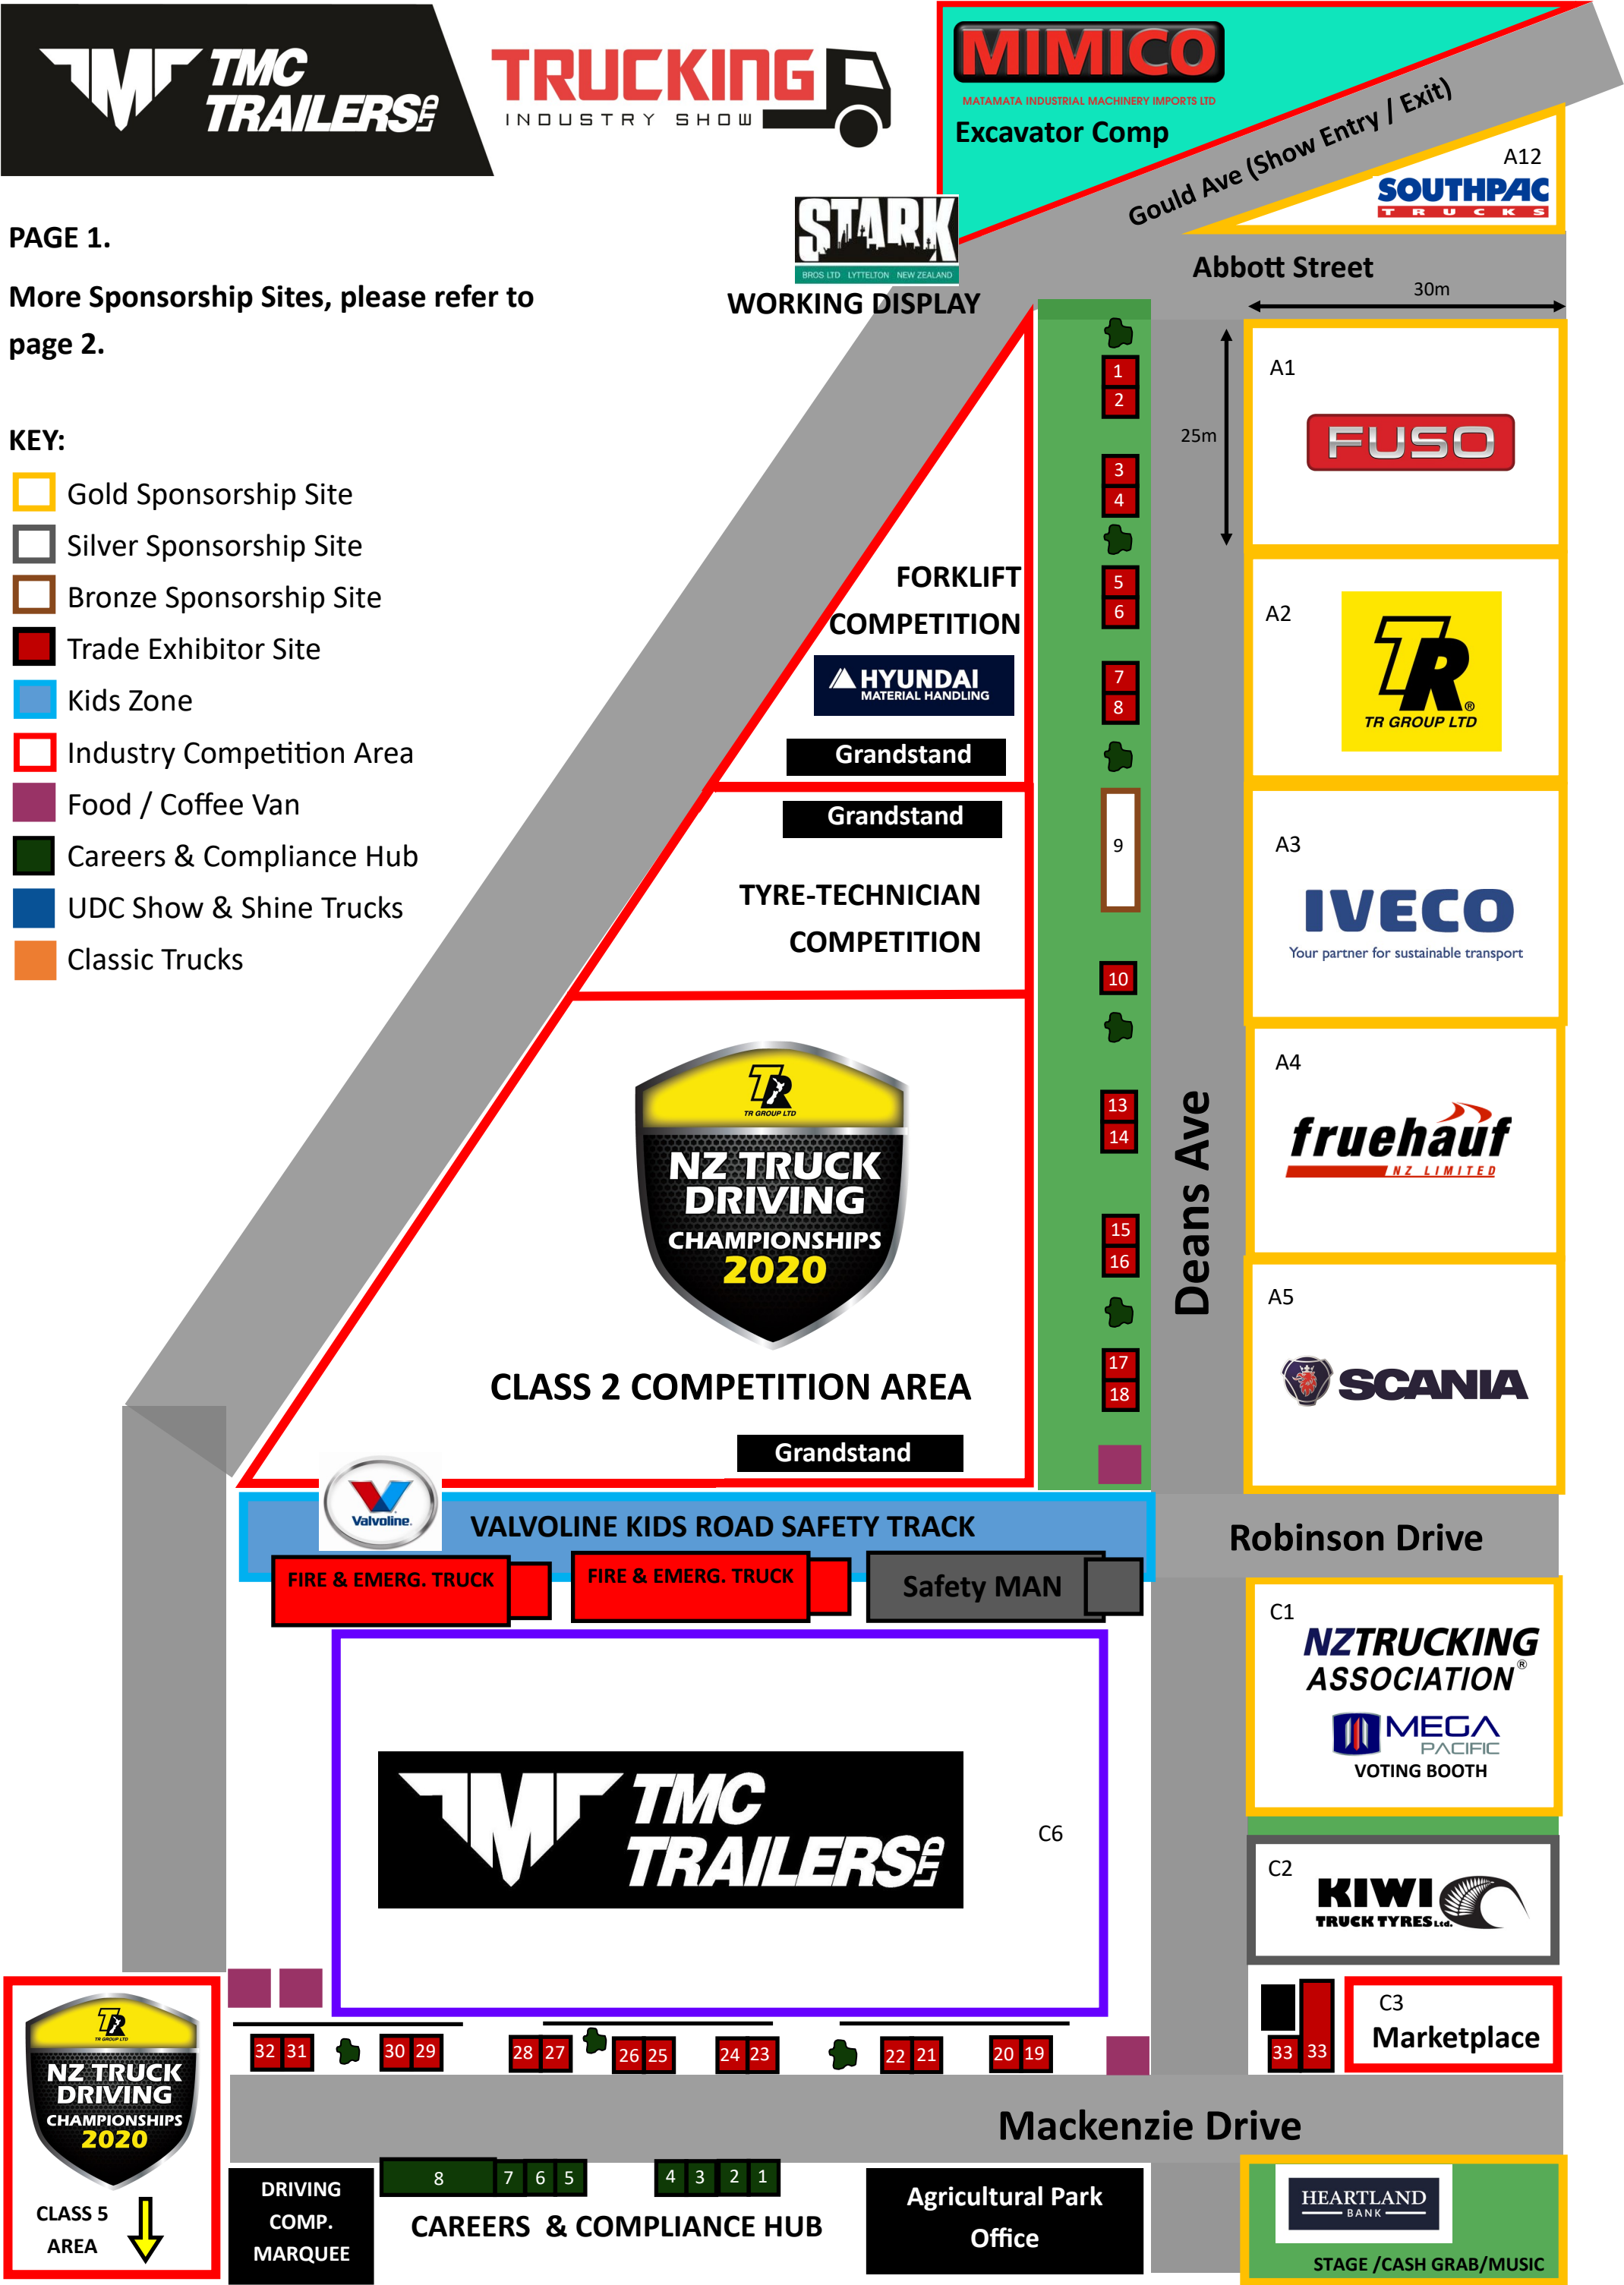 TMC
TRAILERS LTD
TRUCKING
INDUSTRY SHOW
MIMICO
MATAMATA INDUSTRIAL MACHINERY IMPORTS LTD
Excavator Comp
Gould Ave (Show Entry / Exit)
A12
SOUTHPAC
TRUCKS
STARK
BROS LTD LYTTELTON NEW ZEALAND
WORKING DISPLAY
Abbott Street
30m
25m
PAGE 1.
More Sponsorship Sites, please refer to
page 2.
KEY:
Gold Sponsorship Site
Silver Sponsorship Site
Bronze Sponsorship Site
Trade Exhibitor Site
Kids Zone
Industry Competition Area
Food / Coffee Van
Careers & Compliance Hub
UDC Show & Shine Trucks
Classic Trucks
FORKLIFT
COMPETITION
HYUNDAI
MATERIAL HANDLING
Grandstand
Grandstand
TYRE-TECHNICIAN
COMPETITION
TR
TR GROUP LTD
NZ TRUCK
DRIVING
CHAMPIONSHIPS
2020
CLASS 2 COMPETITION AREA
Grandstand
1
2
3
4
5
6
7
8
9
10
13
14
15
16
17
18
Deans Ave
A1
FUSO
A2
TR®
TR GROUP LTD
A3
IVECO
Your partner for sustainable transport
A4
fruehauf
NZ LIMITED
A5
SCANIA
Valvoline.
VALVOLINE KIDS ROAD SAFETY TRACK
FIRE & EMERG. TRUCK
FIRE & EMERG. TRUCK
Safety MAN
Robinson Drive
C1
NZTRUCKING
ASSOCIATION®
MEGA
PACIFIC
VOTING BOOTH
TMC
TRAILERS LTD
C6
C2
KIWI
TRUCK TYRES Ltd.
C3
Marketplace
33 33
32 31 30 29 28 27 26 25 24 23 22 21 20 19
Mackenzie Drive
TR
TR GROUP LTD
NZ TRUCK
DRIVING
CHAMPIONSHIPS
2020
CLASS 5
AREA
DRIVING
COMP.
MARQUEE
8 7 6 5 4 3 2 1
CAREERS & COMPLIANCE HUB
Agricultural Park
Office
HEARTLAND
BANK
STAGE /CASH GRAB/MUSIC